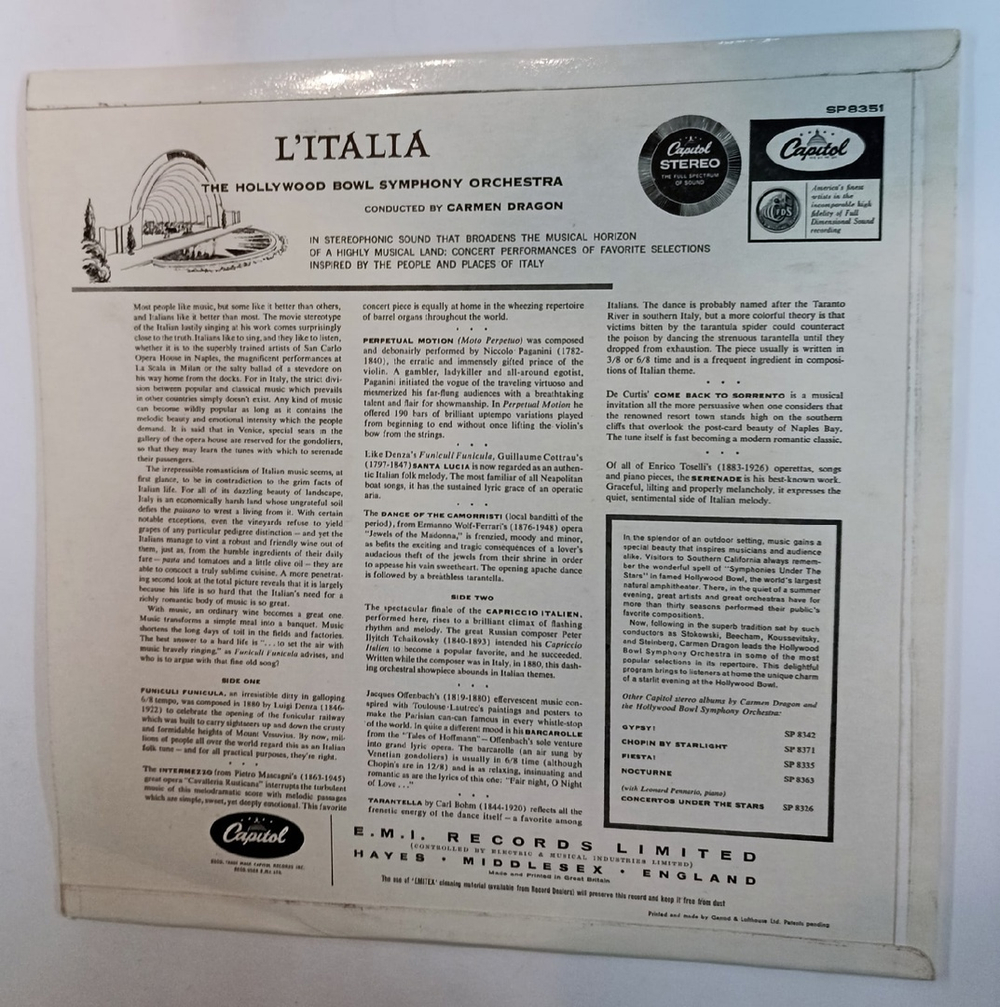 SP8351
L'ITALIA
THE HOLLYWOOD BOWL SYMPHONY ORCHESTRA
CONDUCTED BY CARMEN DRAGON
IN STEREOPHONIC SOUND THAT BROADENS THE MUSICAL HORIZON
OF A HIGHLY MUSICAL LAND: CONCERT PERFORMANCES OF FAVORITE SELECTIONS
INSPIRED BY THE PEOPLE AND PLACES OF ITALY
Capitol
STEREO
THE FULL SPECTRUM
OF SOUND
Capitol
FDS
America's finest
artists in the
incomparable high
fidelity of Full
Dimensional Sound
recording
Most people like music, but some like it better than others,
and Italians like it better than most. The movie stereotype
of the Italian lustily singing at his work comes surprisingly
close to the truth. Italians like to sing, and they like to listen,
whether it is to the superbly trained artists of San Carlo
Opera House in Naples, the magnificent performances at
La Scala in Milan or the salty ballad of a stevedore on
his way home from the docks. For in Italy, the strict divi-
sion between popular and classical music which prevails
in other countries simply doesn't exist. Any kind of music
can become wildly popular as long as it contains the
melodic beauty and emotional intensity which the people
demand. It is said that in Venice, special seats in the
gallery of the opera house are reserved for the gondoliers,
so that they may learn the tunes with which to serenade
their passengers.
The irrepressible romanticism of Italian music seems, at
first glance, to be in contradiction to the grim facts of
Italian life. For all of its dazzling beauty of landscape,
Italy is an economically harsh land whose ungrateful soil
defies the paisano to wrest a living from it. With certain
notable exceptions, even the vineyards refuse to yield
grapes of any particular pedigree distinction – and yet the
Italians manage to vint a robust and friendly wine out of
them, just as, from the humble ingredients of their daily
fare – pasta and tomatoes and a little olive oil – they are
able to concoct a truly sublime cuisine. A more penetrat-
ing second look at the total picture reveals that it is largely
because his life is so hard that the Italian's need for a
richly romantic body of music is so great.
With music, an ordinary wine becomes a great one.
Music transforms a simple meal into a banquet. Music
shortens the long days of toil in the fields and factories.
The best answer to a hard life is "... to set the air with
music bravely ringing," as Funiculi Funicula advises, and
who is to argue with that fine old song?
SIDE ONE
FUNICULI FUNICULA, an irresistible ditty in galloping
6/8 tempo, was composed in 1880 by Luigi Denza (1846-
1922) to celebrate the opening of the funicular railway
which was built to carry sightseers up and down the crusty
and formidable heights of Mount Vesuvius. By now, mil-
lions of people all over the world regard this as an Italian
folk tune – and for all practical purposes, they're right.
• • •
The INTERMEZZO from Pietro Mascagni's (1863-1945)
great opera "Cavalleria Rusticana" interrupts the turbulent
music of this melodramatic score with melodic passages
which are simple, sweet, yet deeply emotional. This favorite
concert piece is equally at home in the wheezing repertoire
of barrel organs throughout the world.
• • •
PERPETUAL MOTION (Moto Perpetuo) was composed
and debonairly performed by Niccolo Paganini (1782-
1840), the erratic and immensely gifted prince of the
violin. A gambler, ladykiller and all-around egotist,
Paganini initiated the vogue of the traveling virtuoso and
mesmerized his far-flung audiences with a breathtaking
talent and flair for showmanship. In Perpetual Motion he
offered 190 bars of brilliant uptempo variations played
from beginning to end without once lifting the violin's
bow from the strings.
• • •
Like Denza's Funiculi Funicula, Guillaume Cottrau's
(1797-1847) SANTA LUCIA is now regarded as an authen-
tic Italian folk melody. The most familiar of all Neapolitan
boat songs, it has the sustained lyric grace of an operatic
aria.
• • •
The DANCE OF THE CAMORRISTI (local banditti of the
period), from Ermanno Wolf-Ferrari's (1876-1948) opera
"Jewels of the Madonna," is frenzied, moody and minor,
as befits the exciting and tragic consequences of a lover's
audacious theft of the jewels from their shrine in order
to appease his vain sweetheart. The opening apache dance
is followed by a breathless tarantella.
SIDE TWO
The spectacular finale of the CAPRICCIO ITALIEN,
performed here, rises to a brilliant climax of flashing
rhythm and melody. The great Russian composer Peter
Ilyitch Tchaikovsky (1840-1893) intended his Capriccio
Italien to become a popular favorite, and he succeeded.
Written while the composer was in Italy, in 1880, this dash-
ing orchestral showpiece abounds in Italian themes.
• • •
Jacques Offenbach's (1819-1880) effervescent music con-
spired with Toulouse-Lautrec's paintings and posters to
make the Parisian can-can famous in every whistle-stop
of the world. In quite a different mood is his BARCAROLLE
from the "Tales of Hoffmann" – Offenbach's sole venture
into grand lyric opera. The barcarolle (an air sung by
Venetian gondoliers) is usually in 6/8 time (although
Chopin's are in 12/8) and is as relaxing, insinuating and
romantic as are the lyrics of this one: "Fair night, O Night
of Love ..."
• • •
TARANTELLA by Carl Bohm (1844-1920) reflects all the
frenetic energy of the dance itself – a favorite among
Italians. The dance is probably named after the Taranto
River in southern Italy, but a more colorful theory is that
victims bitten by the tarantula spider could counteract
the poison by dancing the strenuous tarantella until they
dropped from exhaustion. The piece usually is written in
3/8 or 6/8 time and is a frequent ingredient in composi-
tions of Italian theme.
• • •
De Curtis' COME BACK TO SORRENTO is a musical
invitation all the more persuasive when one considers that
the renowned resort town stands high on the southern
cliffs that overlook the post-card beauty of Naples Bay.
The tune itself is fast becoming a modern romantic classic.
• • •
Of all of Enrico Toselli's (1883-1926) operettas, songs
and piano pieces, the SERENADE is his best-known work.
Graceful, lilting and properly melancholy, it expresses the
quiet, sentimental side of Italian melody.
In the splendor of an outdoor setting, music gains a
special beauty that inspires musicians and audience
alike. Visitors to Southern California always remem-
ber the wonderful spell of "Symphonies Under The
Stars" in famed Hollywood Bowl, the world's largest
natural amphitheater. There, in the quiet of a summer
evening, great artists and great orchestras have for
more than thirty seasons performed their public's
favorite compositions.
Now, following in the superb tradition set by such
conductors as Stokowski, Beecham, Koussevitsky,
and Steinberg, Carmen Dragon leads the Hollywood
Bowl Symphony Orchestra in some of the most
popular selections in its repertoire. This delightful
program brings to listeners at home the unique charm
of a starlit evening at the Hollywood Bowl.
Other Capitol stereo albums by Carmen Dragon and
the Hollywood Bowl Symphony Orchestra:
GYPSY! SP 8342
CHOPIN BY STARLIGHT SP 8371
FIESTA! SP 8335
NOCTURNE SP 8363
(with Leonard Pennario, piano)
CONCERTOS UNDER THE STARS SP 8326
Capitol
E.M.I. RECORDS LIMITED
(CONTROLLED BY ELECTRIC & MUSICAL INDUSTRIES LIMITED)
HAYES • MIDDLESEX • ENGLAND
Made and Printed in Great Britain
The use of 'EMITEX' cleaning material (available from Record Dealers) will preserve this record and keep it free from dust
Printed and made by Garrod & Lofthouse Ltd. Patents pending